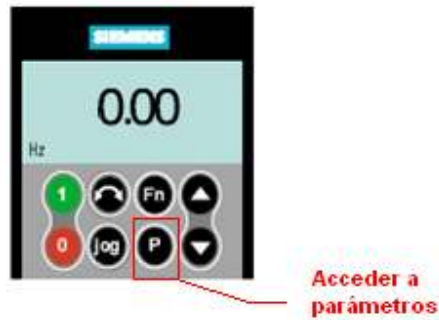 SIEMENS
0.00
Hz
1 Fn
0 jog P
Acceder a
parámetros